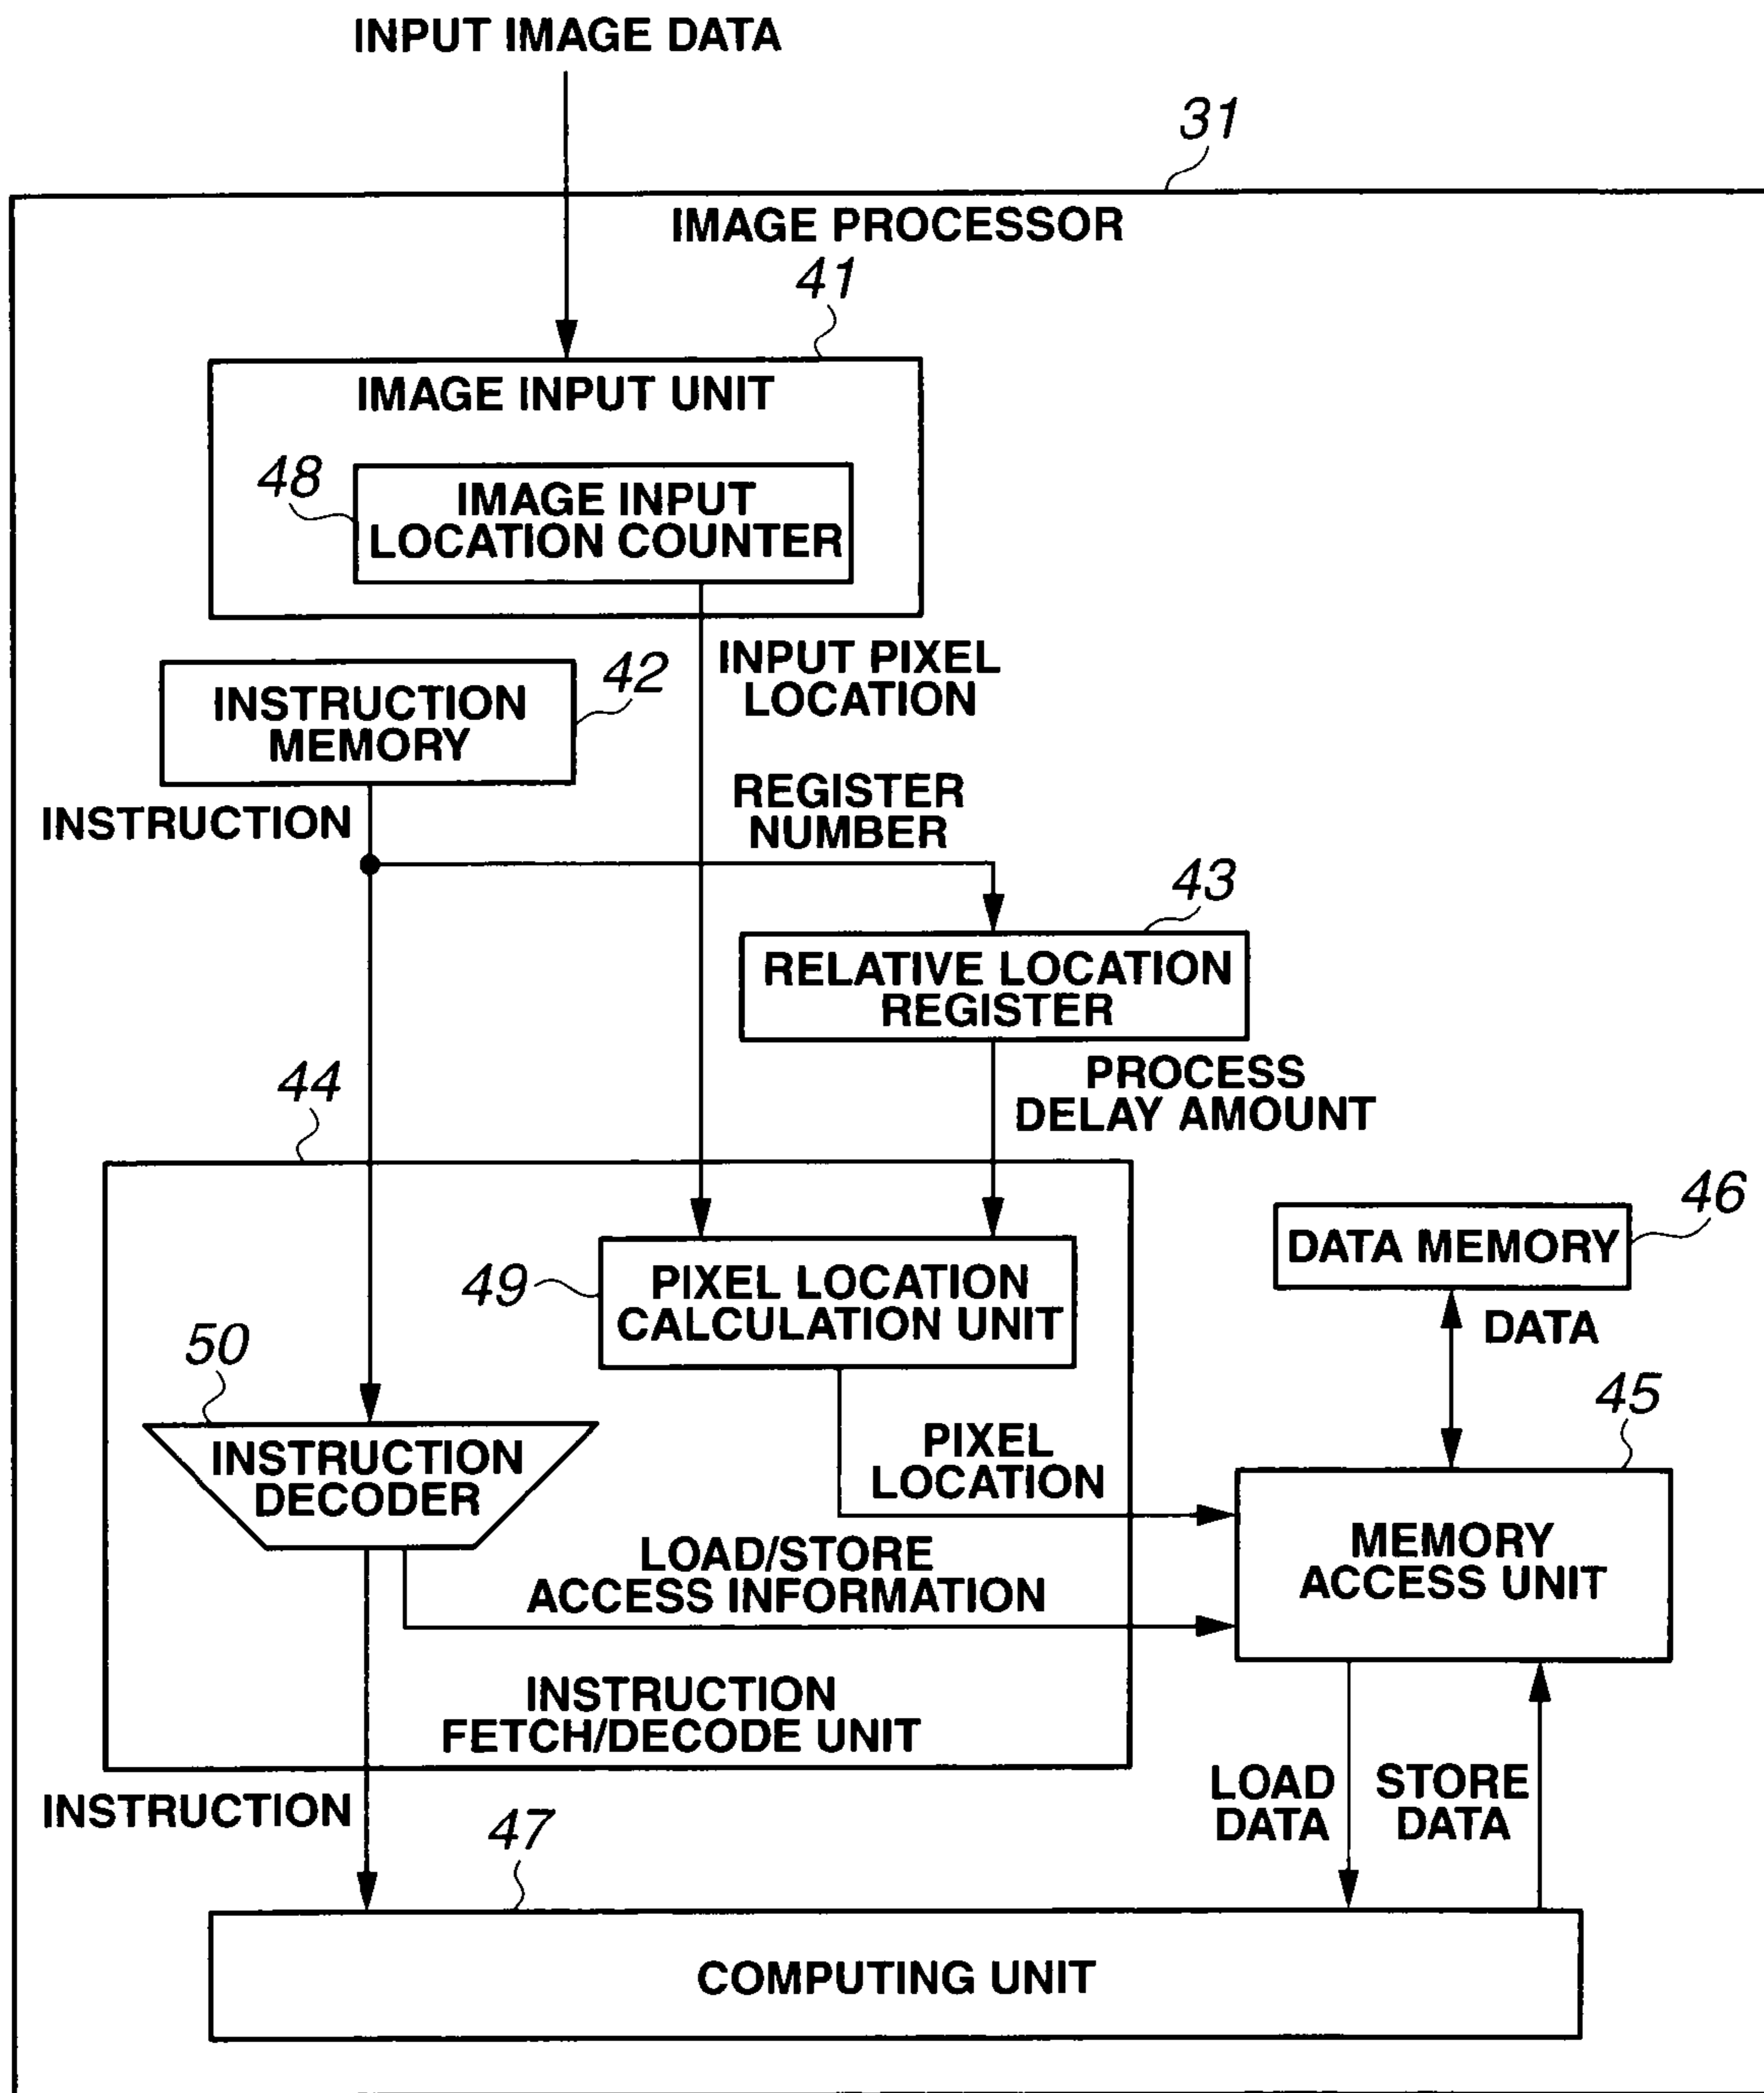 INPUT IMAGE DATA
31
IMAGE PROCESSOR
41
IMAGE INPUT UNIT
48
IMAGE INPUT
LOCATION COUNTER
INPUT PIXEL
LOCATION
42
INSTRUCTION
MEMORY
INSTRUCTION
REGISTER
NUMBER
43
RELATIVE LOCATION
REGISTER
PROCESS
DELAY AMOUNT
44
46
DATA MEMORY
DATA
49
PIXEL LOCATION
CALCULATION UNIT
50
INSTRUCTION
DECODER
PIXEL
LOCATION
45
MEMORY
ACCESS UNIT
LOAD/STORE
ACCESS INFORMATION
INSTRUCTION
FETCH/DECODE UNIT
INSTRUCTION
LOAD
DATA
STORE
DATA
47
COMPUTING UNIT